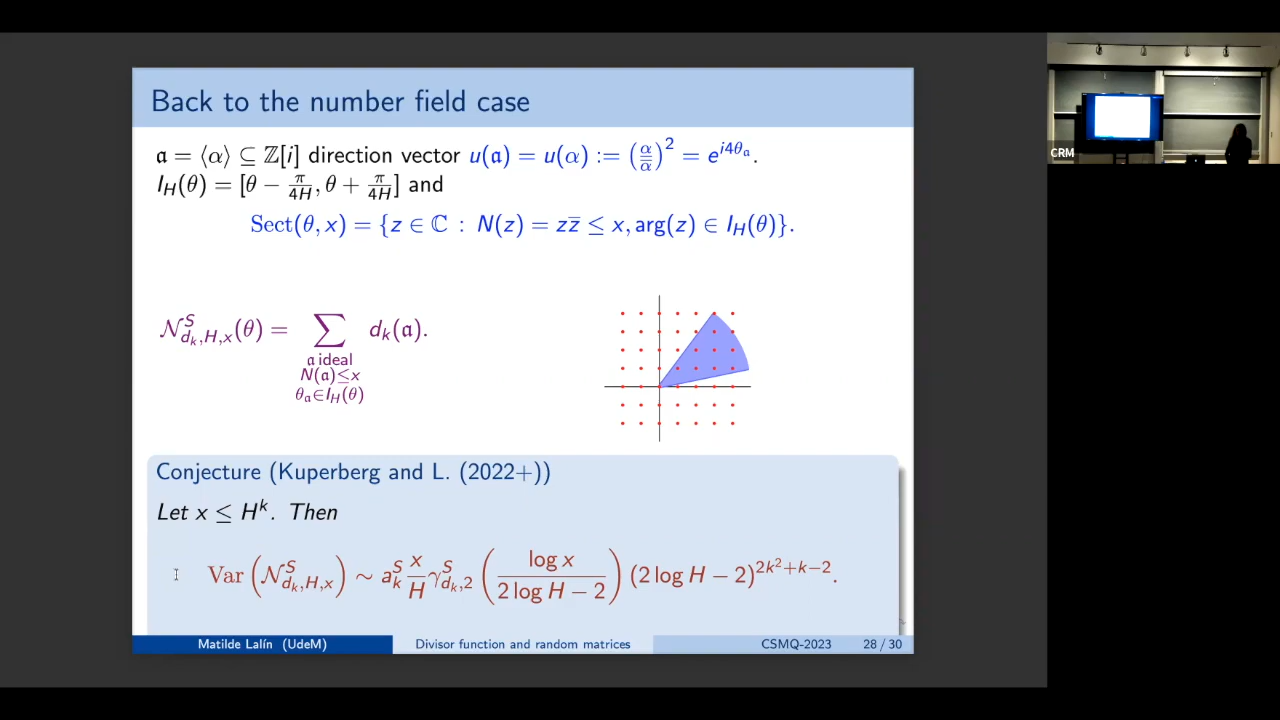 Back to the number field case
𝔞 = ⟨α⟩ ⊆ ℤ[i] direction vector u(𝔞) = u(α) := (α/ᾱ)² = e^{i4θ_𝔞}.
I_H(θ) = [θ − π/4H, θ + π/4H] and
Sect(θ, x) = {z ∈ ℂ : N(z) = zz̄ ≤ x, arg(z) ∈ I_H(θ)}.
𝒩^S_{d_k,H,x}(θ) = ∑_{𝔞 ideal N(𝔞)≤x θ_𝔞∈I_H(θ)} d_k(𝔞).
Conjecture (Kuperberg and L. (2022+))
Let x ≤ H^k. Then
Var(𝒩^S_{d_k,H,x}) ∼ a^S_k x/H γ^S_{d_k,2} (log x / 2 log H − 2) (2 log H − 2)^{2k²+k−2}.
Matilde Lalín (UdeM) Divisor function and random matrices CSMQ-2023 28 / 30
CRM